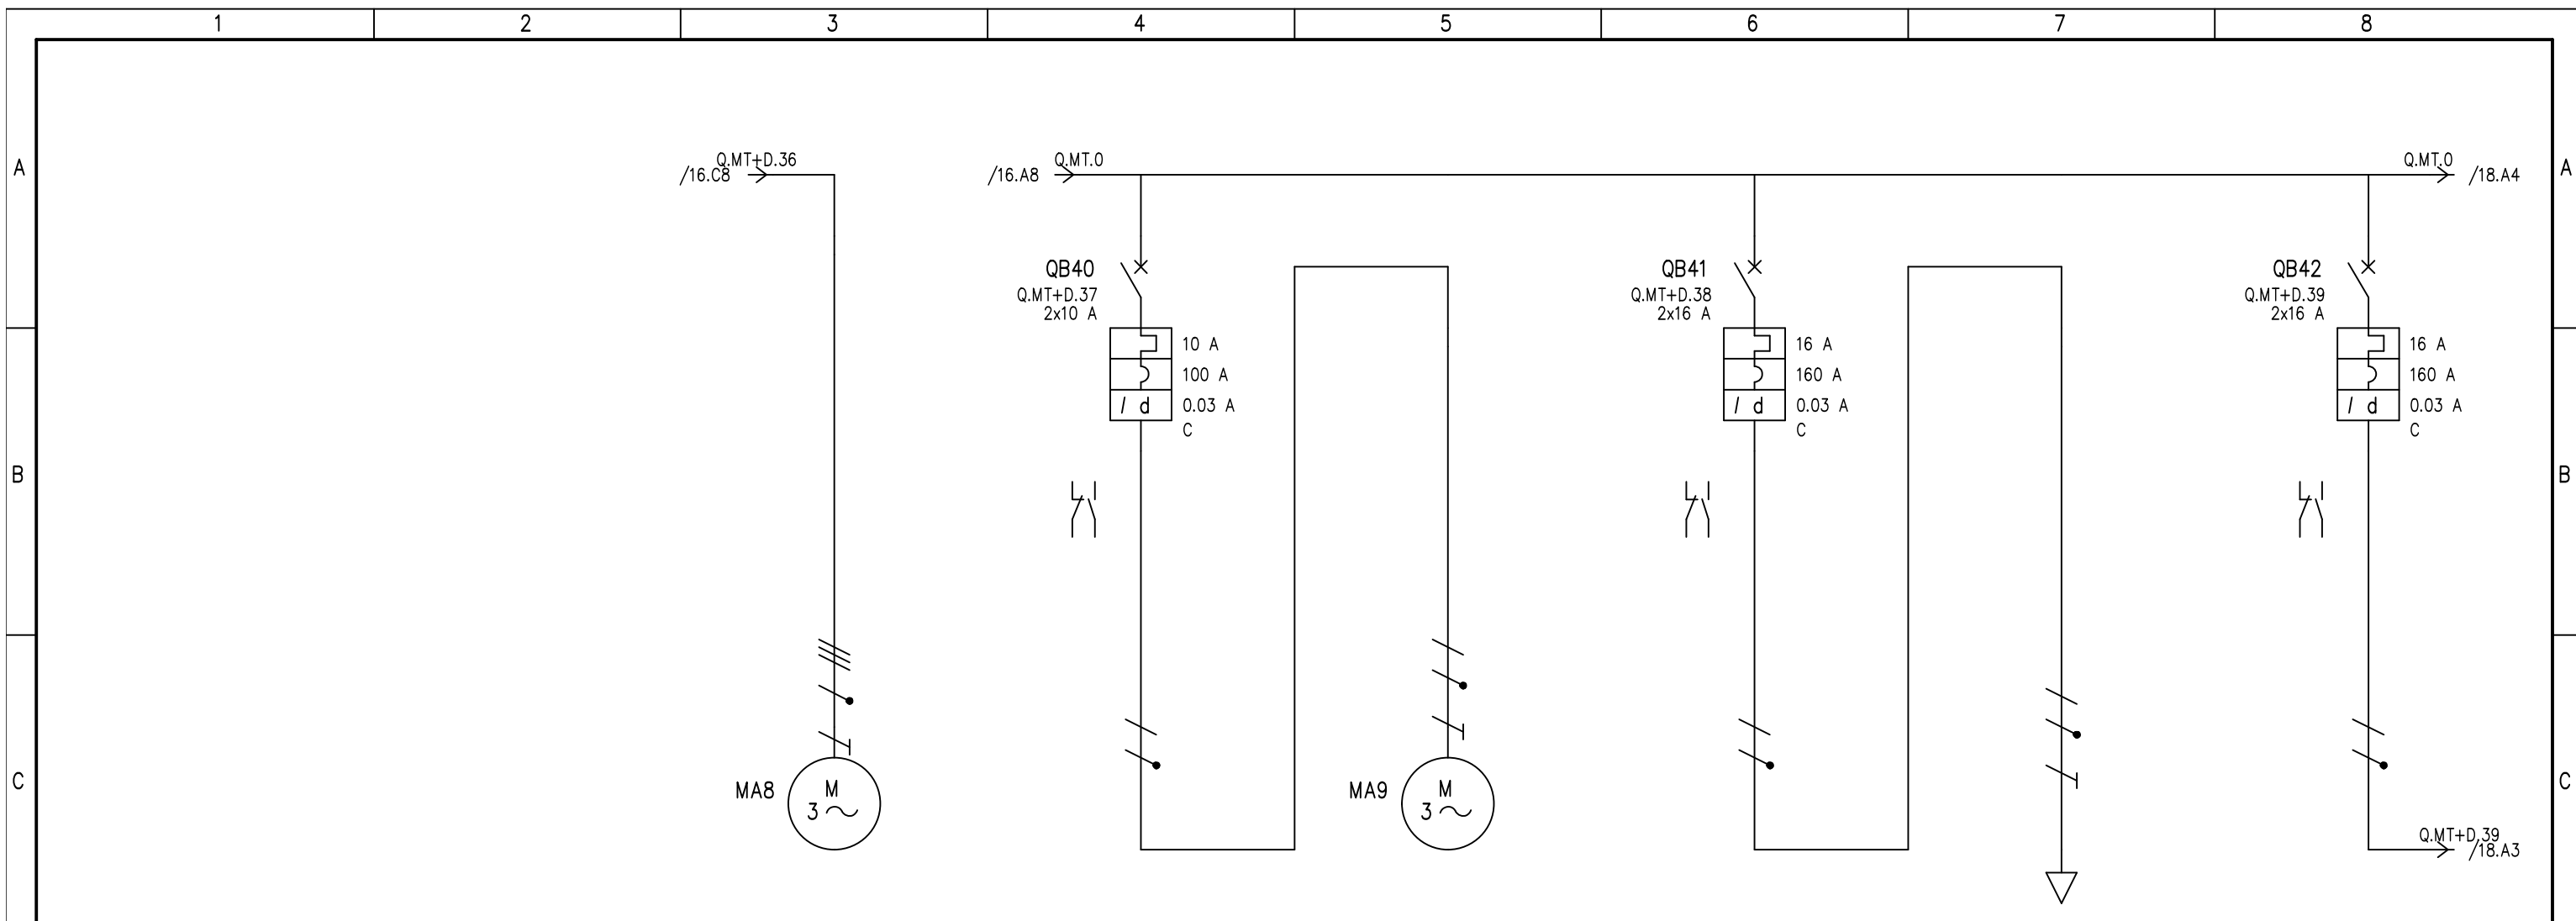 1 2 3 4 5 6 7 8
A A
Q.MT+D.36
/16.C8
Q.MT.0
/16.A8
Q.MT.0
/18.A4
QB40
Q.MT+D.37
2x10 A
10 A
100 A
I d 0.03 A
C
QB41
Q.MT+D.38
2x16 A
16 A
160 A
I d 0.03 A
C
QB42
Q.MT+D.39
2x16 A
16 A
160 A
I d 0.03 A
C
B B
C C
MA8
M
3
MA9
M
3
Q.MT+D.39
/18.A3